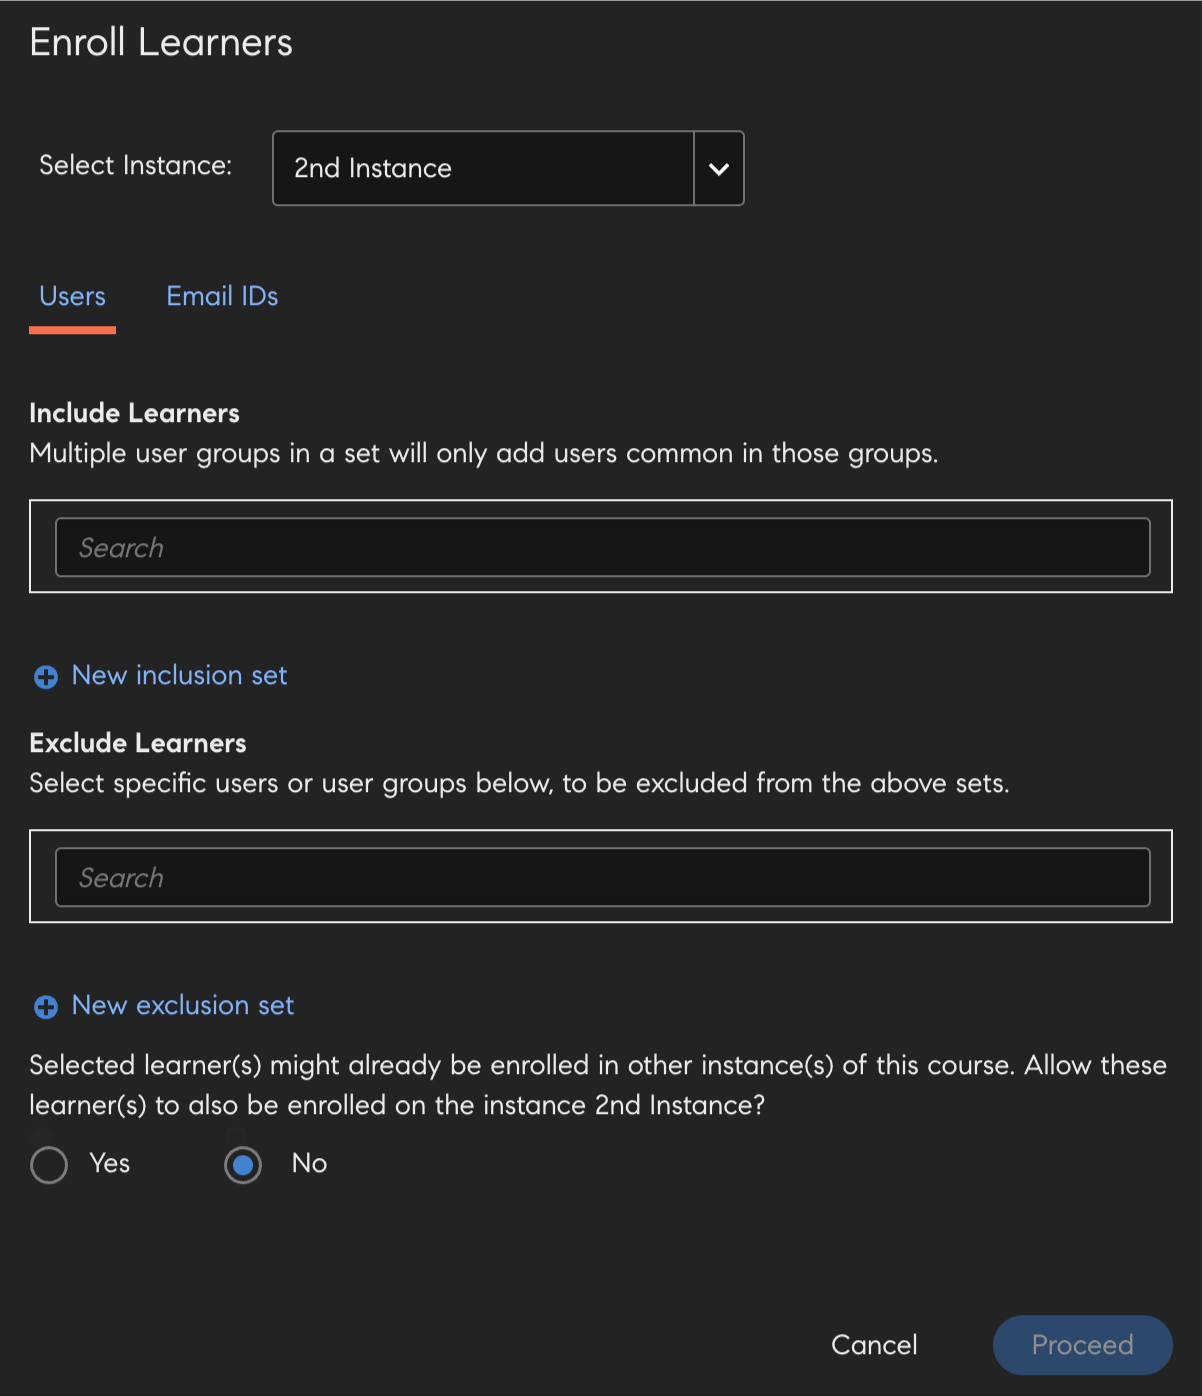 Enroll Learners
Select Instance: 2nd Instance
Users Email IDs
Include Learners
Multiple user groups in a set will only add users common in those groups.
Search
New inclusion set
Exclude Learners
Select specific users or user groups below, to be excluded from the above sets.
Search
New exclusion set
Selected learner(s) might already be enrolled in other instance(s) of this course. Allow these
learner(s) to also be enrolled on the instance 2nd Instance?
Yes No
Cancel Proceed